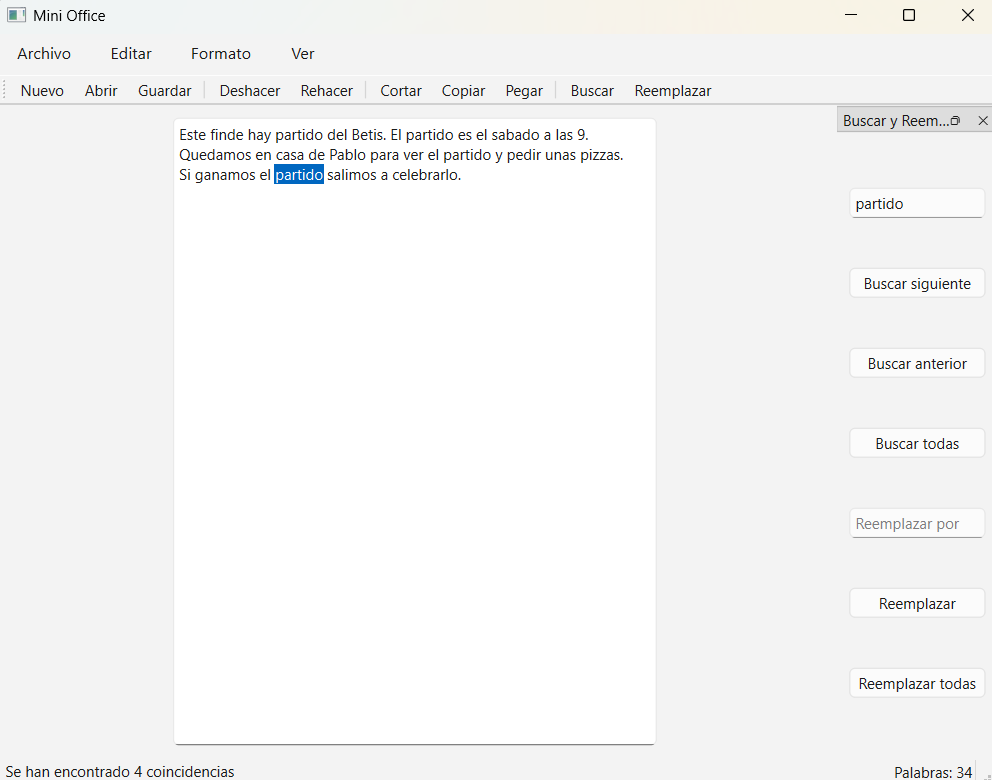 Mini Office
Archivo Editar Formato Ver
Nuevo Abrir Guardar Deshacer Rehacer Cortar Copiar Pegar Buscar Reemplazar
Este finde hay partido del Betis. El partido es el sabado a las 9.
Quedamos en casa de Pablo para ver el partido y pedir unas pizzas.
Si ganamos el partido salimos a celebrarlo.
Buscar y Reem...
partido
Buscar siguiente
Buscar anterior
Buscar todas
Reemplazar por
Reemplazar
Reemplazar todas
Se han encontrado 4 coincidencias
Palabras: 34